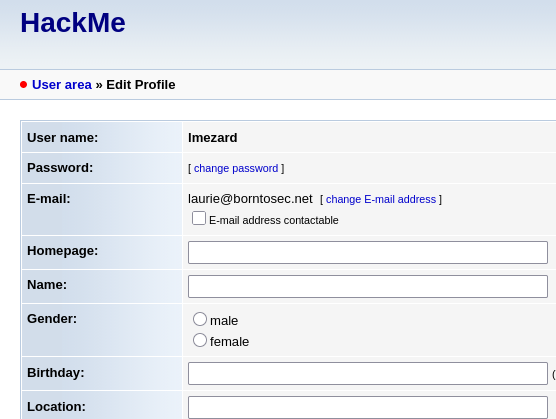 HackMe
User area » Edit Profile
User name: lmezard
Password: [ change password ]
E-mail: laurie@borntosec.net [ change E-mail address ]
E-mail address contactable
Homepage:
Name:
Gender: male
female
Birthday: (
Location: